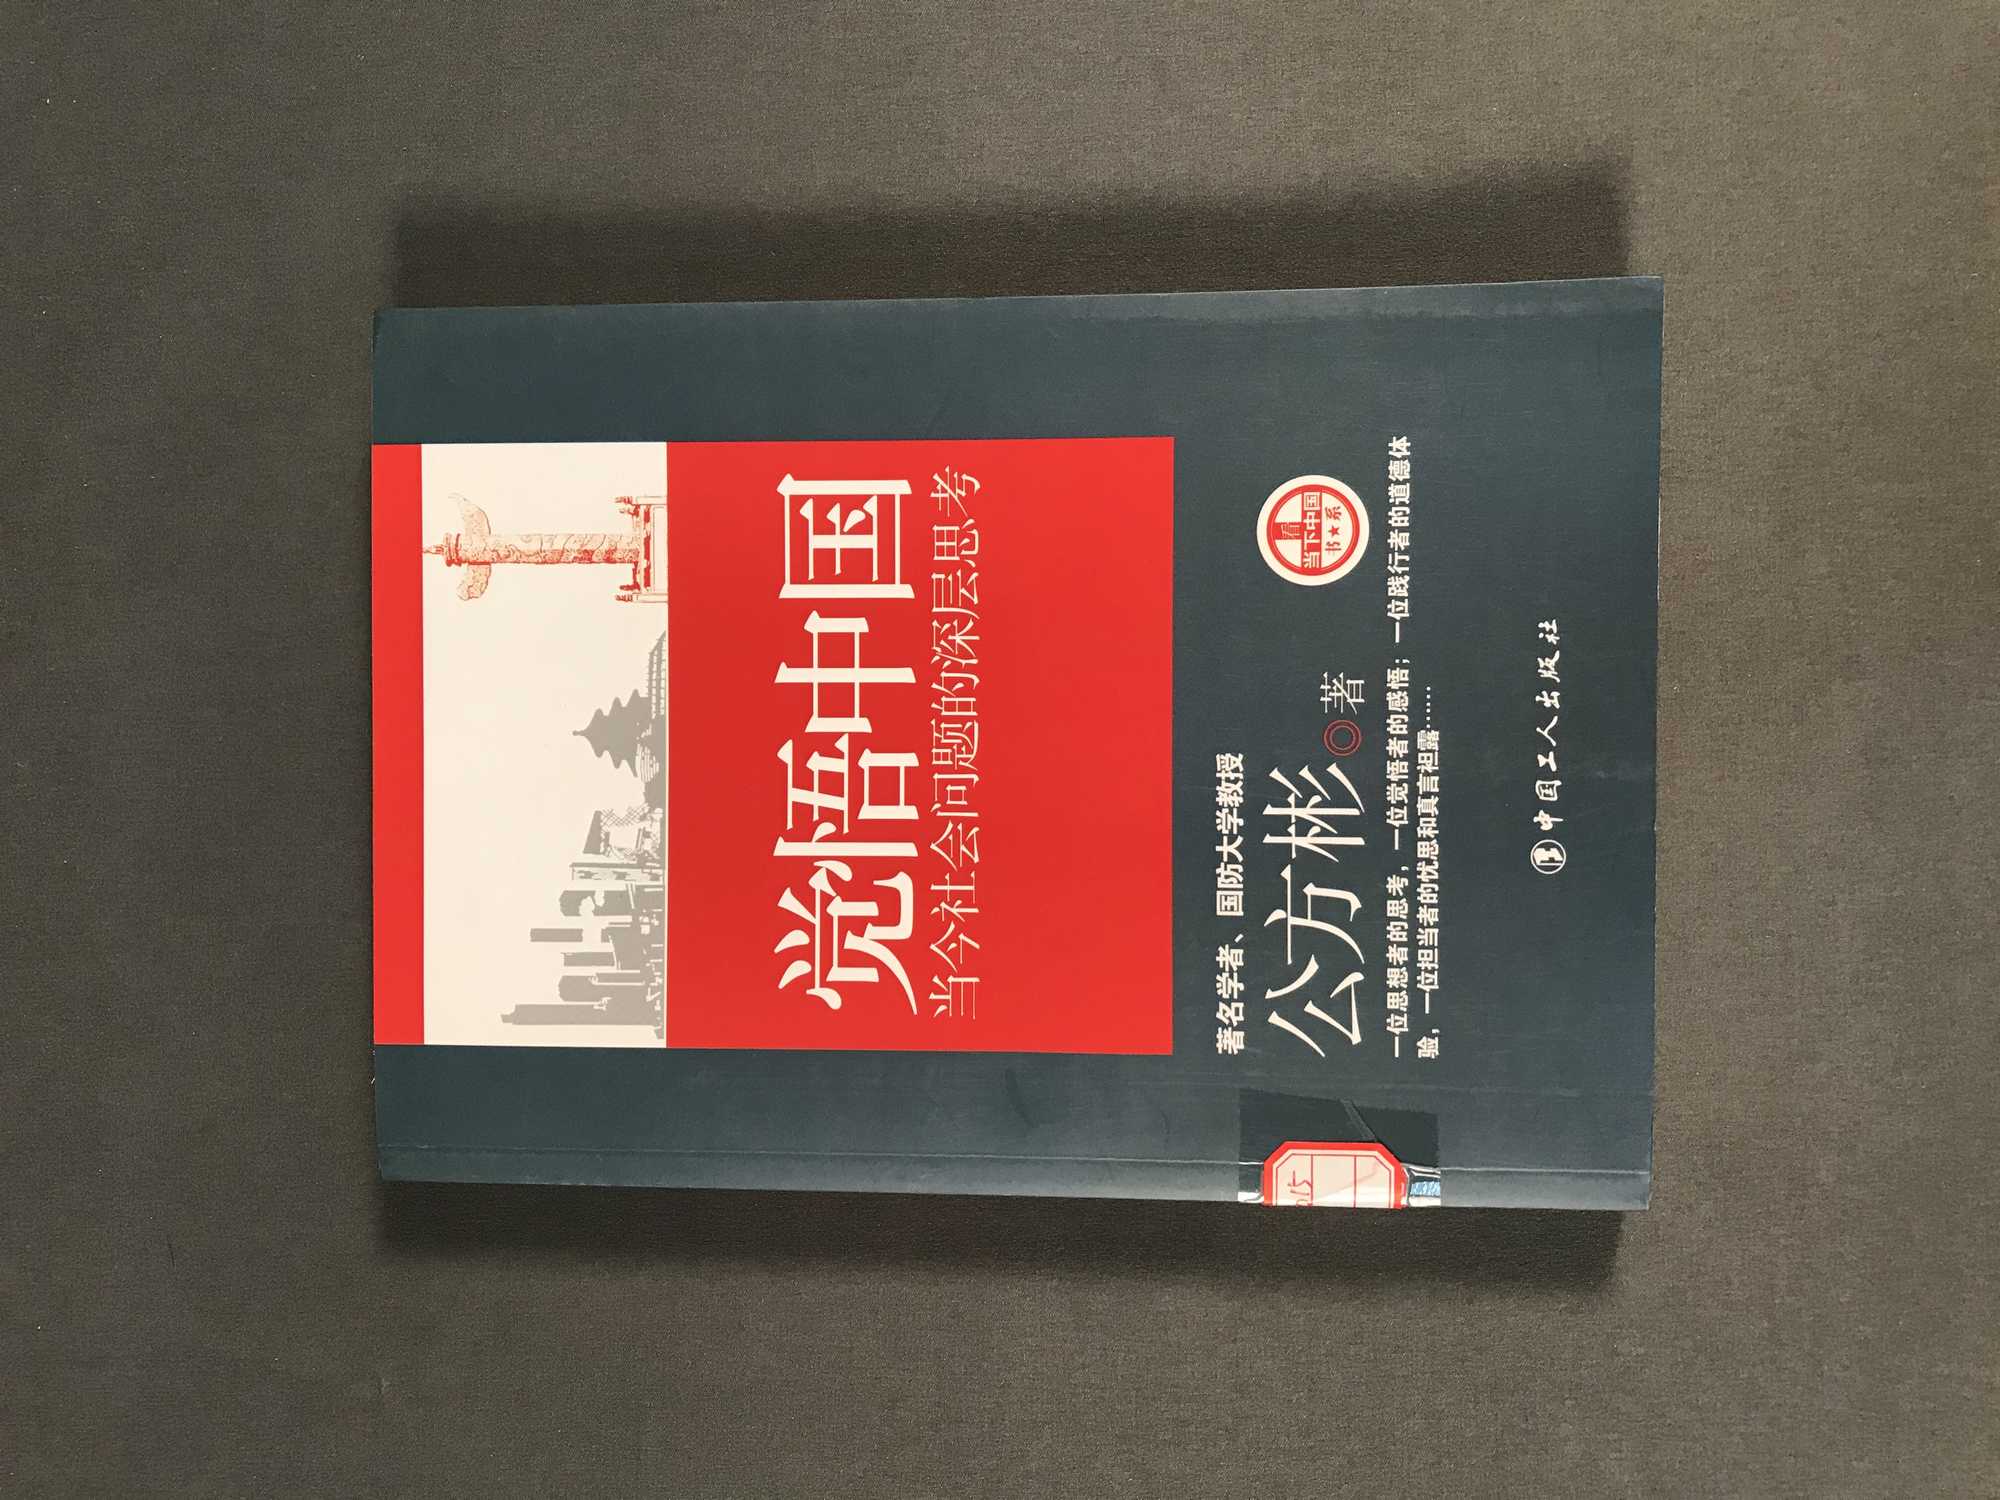 觉悟中国
当今社会问题的深层思考
著名学者、国防大学教授
公方彬◎著
看
当下中国
书★系
一位思想者的思考，一位觉悟者的感悟；一位践行者的道德体
验，一位担当者的忧思和真言袒露……
中国工人出版社